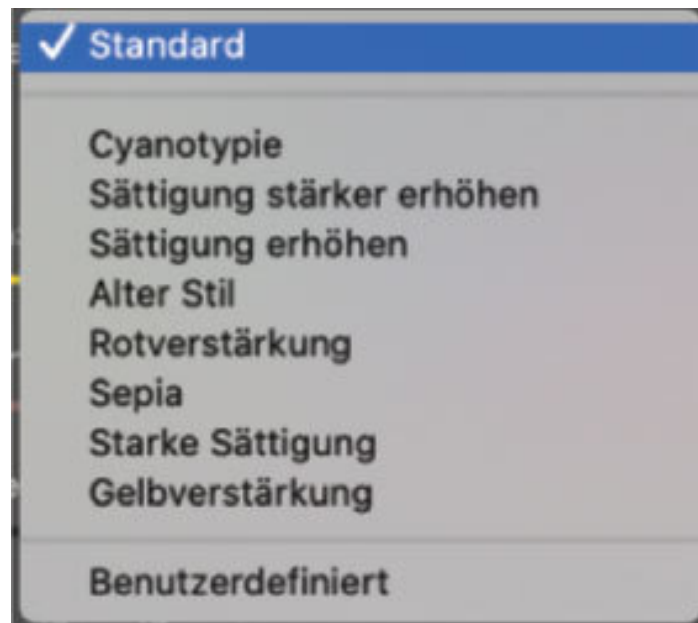 Standard
Cyanotypie
Sättigung stärker erhöhen
Sättigung erhöhen
Alter Stil
Rotverstärkung
Sepia
Starke Sättigung
Gelbverstärkung
Benutzerdefiniert